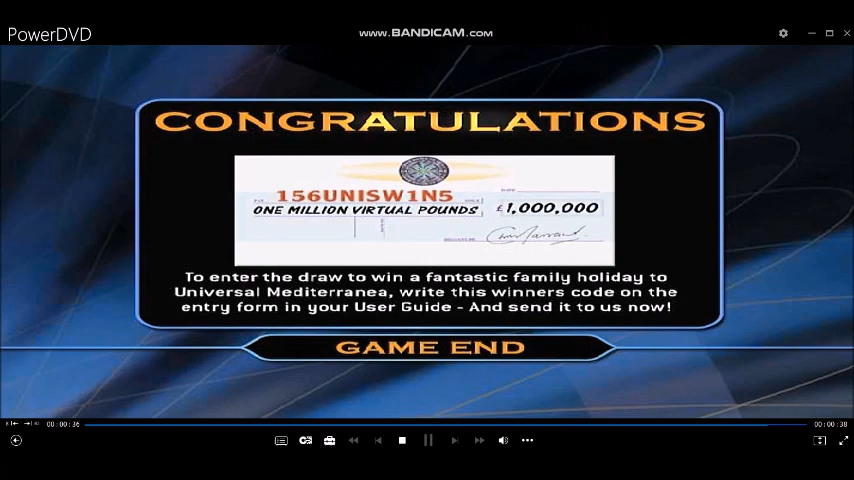 PowerDVD
www.BANDICAM.com
CONGRATULATIONS
156UNISW1N5
ONE MILLION VIRTUAL POUNDS
£1,000,000
To enter the draw to win a fantastic family holiday to
Universal Mediterranea, write this winners code on the
entry form in your User Guide - And send it to us now!
GAME END
00:00:36
00:00:38